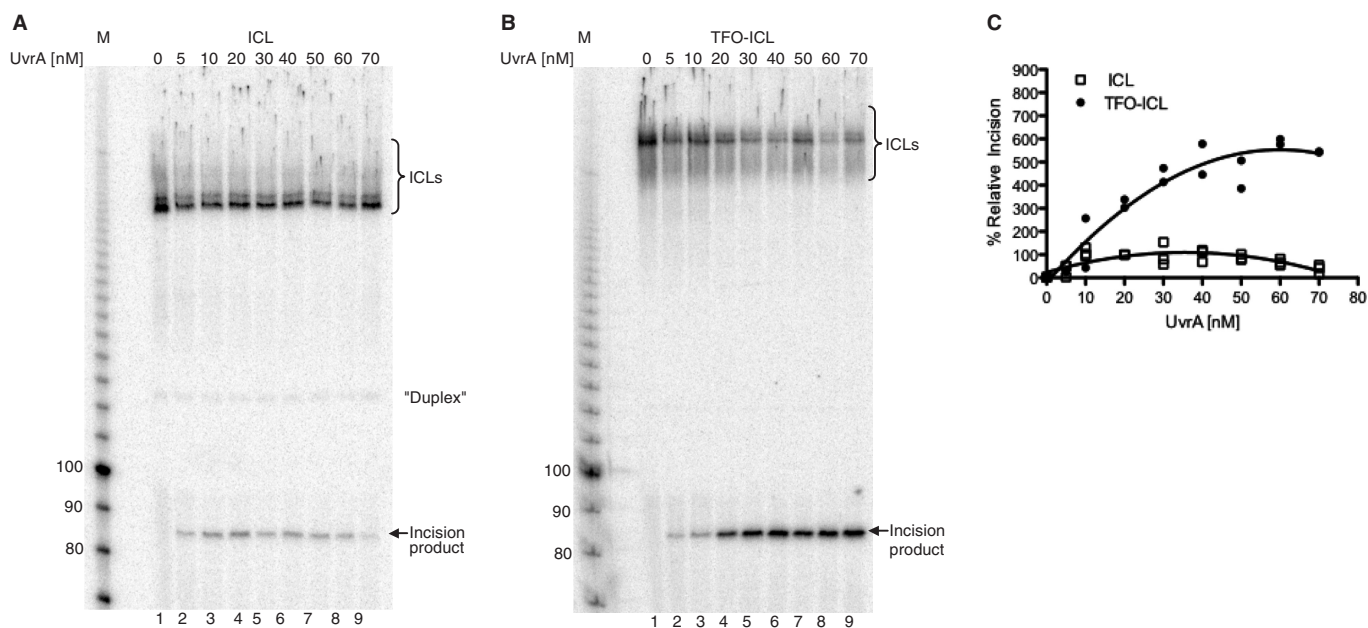 A
M
ICL
UvrA [nM]
0 5 10 20 30 40 50 60 70
ICLs
"Duplex"
100
90
80
Incision
product
1 2 3 4 5 6 7 8 9
B
M
TFO-ICL
UvrA [nM]
0 5 10 20 30 40 50 60 70
ICLs
100
90
80
Incision
product
1 2 3 4 5 6 7 8 9
C
ICL
TFO-ICL
% Relative Incision
900
800
700
600
500
400
300
200
100
0
0 10 20 30 40 50 60 70 80
UvrA [nM]